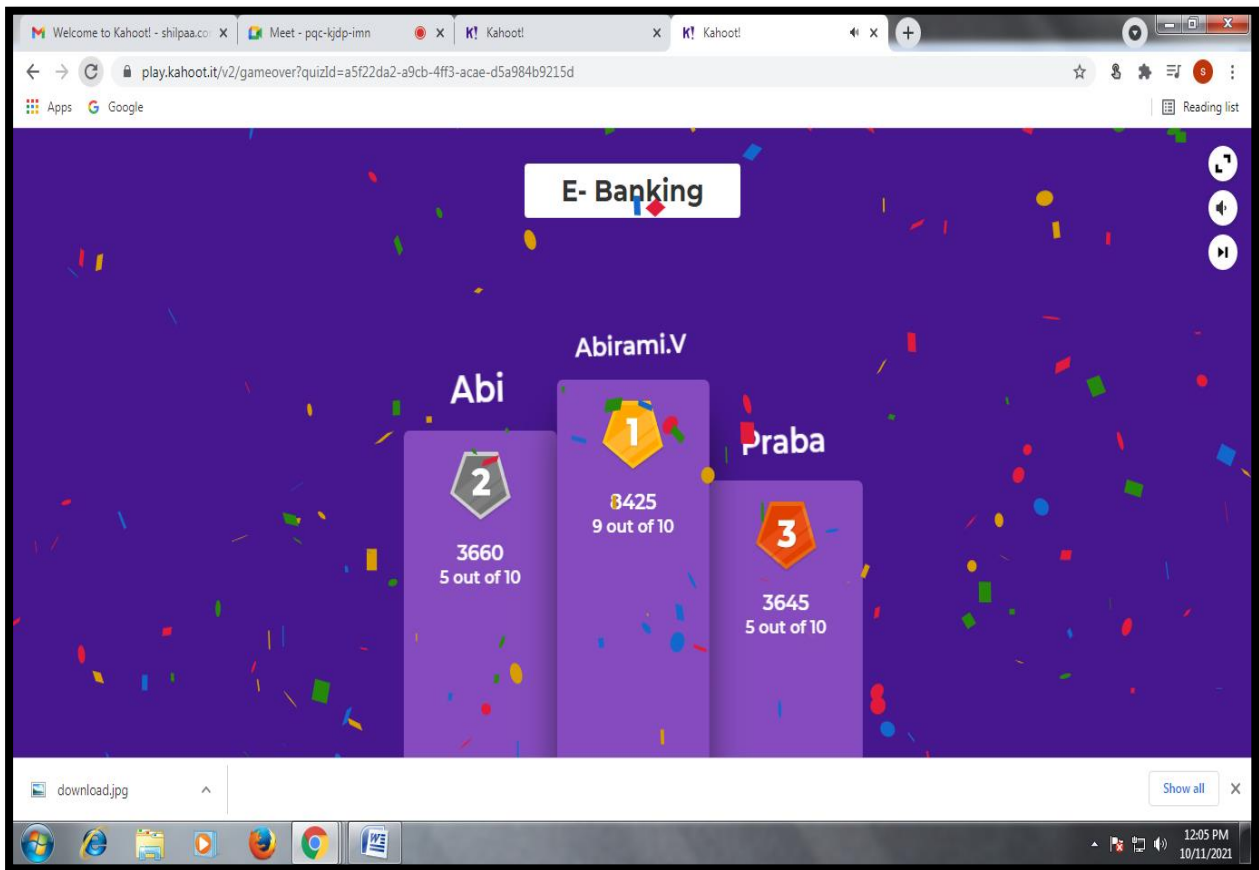 Welcome to Kahoot! - shilpaa.co
Meet - pqc-kjdp-imn
K! Kahoot!
K! Kahoot!
play.kahoot.it/v2/gameover?quizId=a5f22da2-a9cb-4ff3-acae-d5a984b9215d
S
Apps
G Google
Reading list
E- Banking
Abirami.V
Abi
Praba
1
8425
9 out of 10
2
3660
5 out of 10
3
3645
5 out of 10
download.jpg
Show all
12:05 PM
10/11/2021